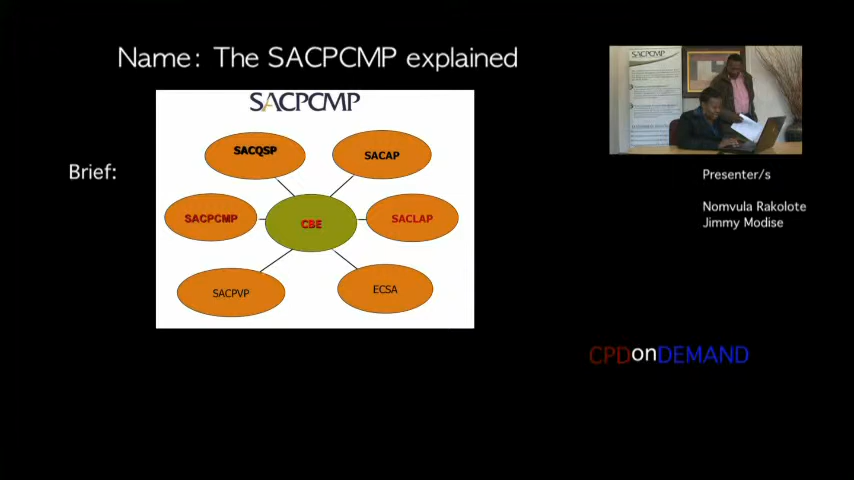 Name: The SACPCMP explained
SACPCMP
SACQSP
SACAP
Brief:
SACPCMP
CBE
SACLAP
SACPVP
ECSA
SACPCMP
Presenter/s
Nomvula Rakolote
Jimmy Modise
CPDonDEMAND